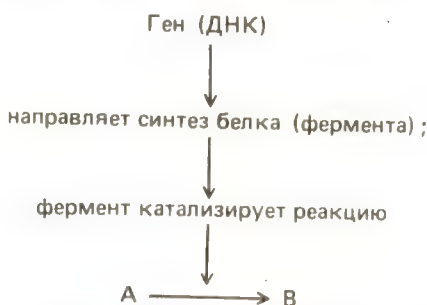 Ген (ДНК)
направляет синтез белка (фермента);
фермент катализирует реакцию
А → В